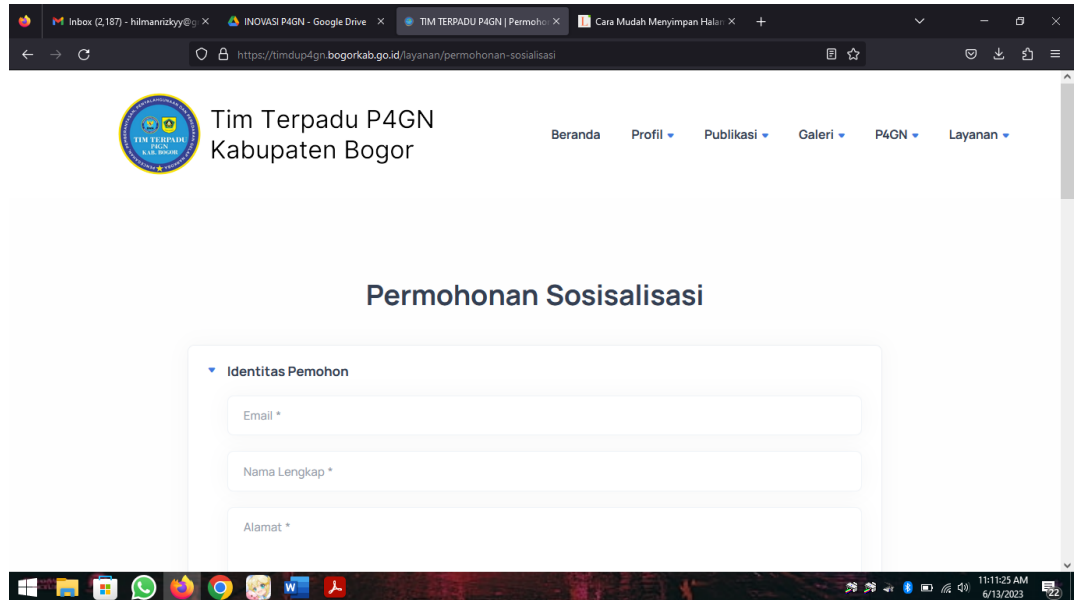 Inbox (2,187) - hilmanrizkyy@g
INOVASI P4GN - Google Drive
TIM TERPADU P4GN | Permoho
Cara Mudah Menyimpan Halan
https://timdup4gn.bogorkab.go.id/layanan/permohonan-sosialisasi
TIM TERPADU
P4GN
KAB. BOGOR
Tim Terpadu P4GN
Kabupaten Bogor
Beranda
Profil
Publikasi
Galeri
P4GN
Layanan
Permohonan Sosisalisasi
Identitas Pemohon
Email *
Nama Lengkap *
Alamat *
11:11:25 AM
6/13/2023
22